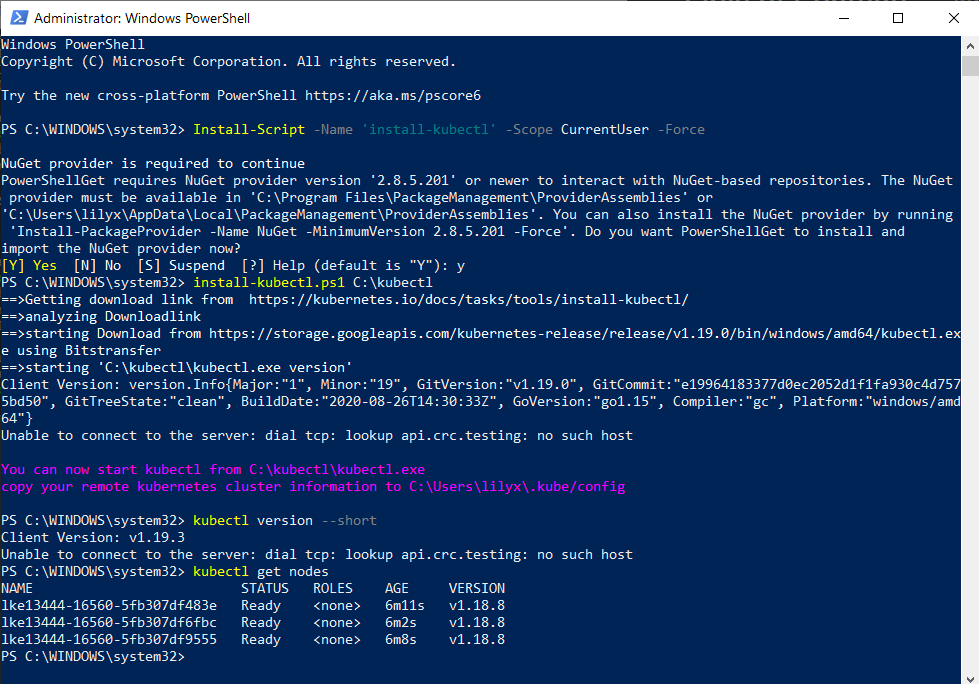 Administrator: Windows PowerShell
Windows PowerShell
Copyright (C) Microsoft Corporation. All rights reserved.
Try the new cross-platform PowerShell https://aka.ms/pscore6
PS C:\WINDOWS\system32> Install-Script -Name 'install-kubectl' -Scope CurrentUser -Force
NuGet provider is required to continue
PowerShellGet requires NuGet provider version '2.8.5.201' or newer to interact with NuGet-based repositories. The NuGet
 provider must be available in 'C:\Program Files\PackageManagement\ProviderAssemblies' or
'C:\Users\lilyx\AppData\Local\PackageManagement\ProviderAssemblies'. You can also install the NuGet provider by running
 'Install-PackageProvider -Name NuGet -MinimumVersion 2.8.5.201 -Force'. Do you want PowerShellGet to install and
import the NuGet provider now?
[Y] Yes  [N] No  [S] Suspend  [?] Help (default is "Y"): y
PS C:\WINDOWS\system32> install-kubectl.ps1 C:\kubectl
==>Getting download link from  https://kubernetes.io/docs/tasks/tools/install-kubectl/
==>analyzing Downloadlink
==>starting Download from https://storage.googleapis.com/kubernetes-release/release/v1.19.0/bin/windows/amd64/kubectl.ex
e using Bitstransfer
==>starting 'C:\kubectl\kubectl.exe version'
Client Version: version.Info{Major:"1", Minor:"19", GitVersion:"v1.19.0", GitCommit:"e19964183377d0ec2052d1f1fa930c4d757
5bd50", GitTreeState:"clean", BuildDate:"2020-08-26T14:30:33Z", GoVersion:"go1.15", Compiler:"gc", Platform:"windows/amd
64"}
Unable to connect to the server: dial tcp: lookup api.crc.testing: no such host
You can now start kubectl from C:\kubectl\kubectl.exe
copy your remote kubernetes cluster information to C:\Users\lilyx\.kube/config
PS C:\WINDOWS\system32> kubectl version --short
Client Version: v1.19.3
Unable to connect to the server: dial tcp: lookup api.crc.testing: no such host
PS C:\WINDOWS\system32> kubectl get nodes
NAME                          STATUS   ROLES    AGE     VERSION
lke13444-16560-5fb307df483e   Ready    <none>   6m11s   v1.18.8
lke13444-16560-5fb307df6fbc   Ready    <none>   6m2s    v1.18.8
lke13444-16560-5fb307df9555   Ready    <none>   6m8s    v1.18.8
PS C:\WINDOWS\system32>